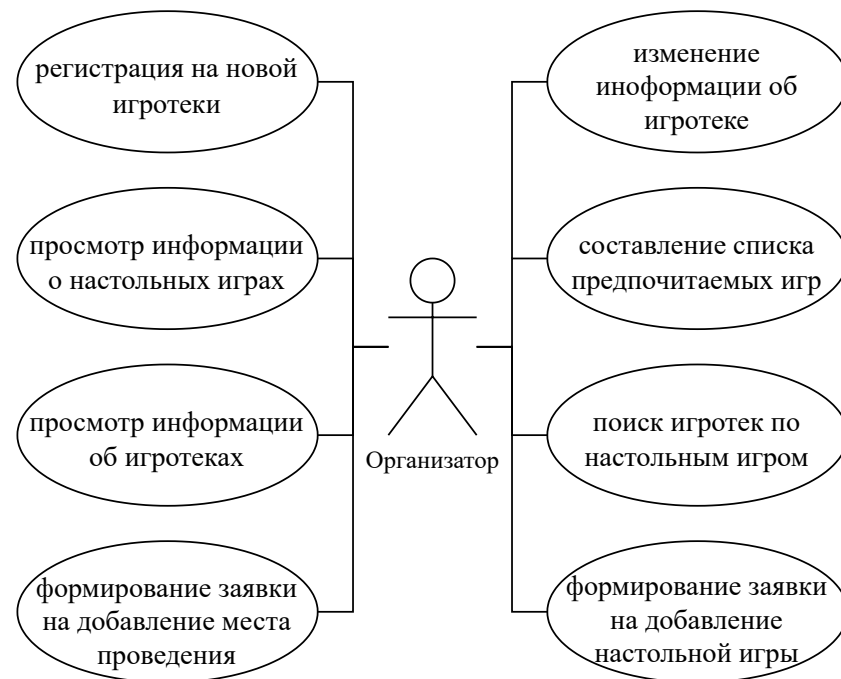 регистрация на новой
игротеки
просмотр информации
о настольных играх
просмотр информации
об игротеках
формирование заявки
на добавление места
проведения
Организатор
изменение
иноформации об
игротеке
составление списка
предпочитаемых игр
поиск игротек по
настольным игром
формирование заявки
на добавление
настольной игры